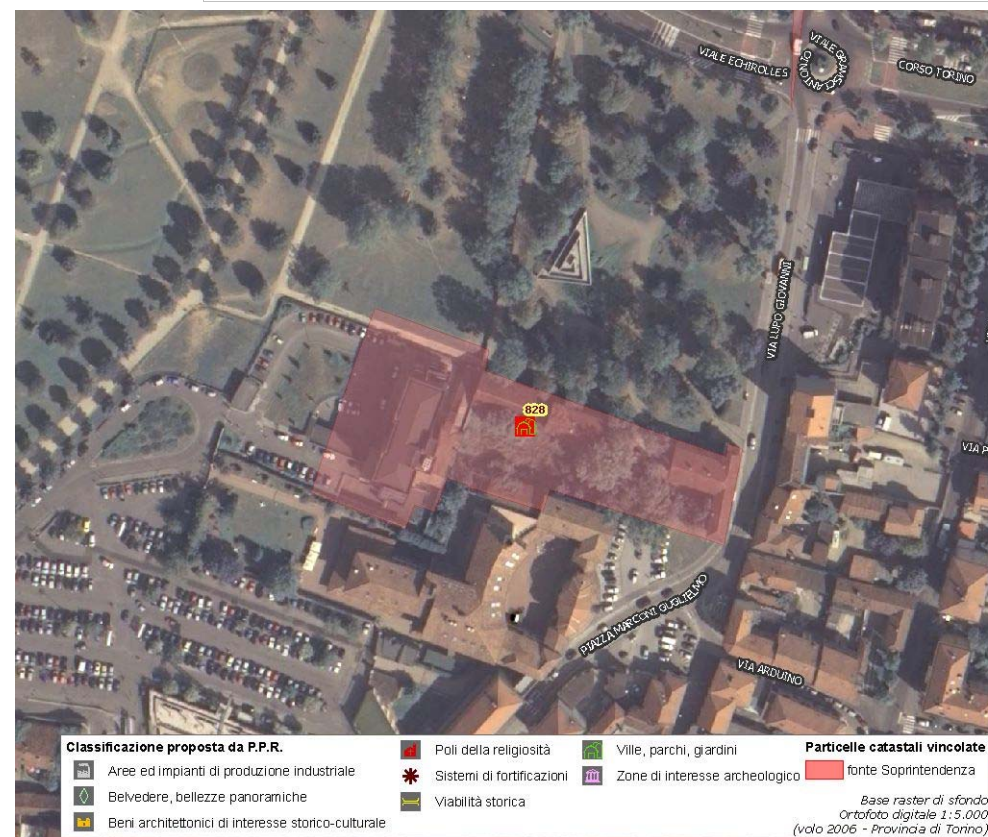 VIALE ECHIROLLES
VIALE GRAMSCI ANTONIO
CORSO TORINO
VIA LUPO GIOVANNI
828
VIA P
PIAZZA MARCONI GUGLIELMO
VIA ARDUINO
Classificazione proposta da P.P.R.
Aree ed impianti di produzione industriale
Belvedere, bellezze panoramiche
Beni architettonici di interesse storico-culturale
Poli della religiosità
Sistemi di fortificazioni
Viabilità storica
Ville, parchi, giardini
Zone di interesse archeologico
Particelle catastali vincolate
fonte Soprintendenza
Base raster di sfondo
Ortofoto digitale 1:5.000
(volo 2006 - Provincia di Torino)